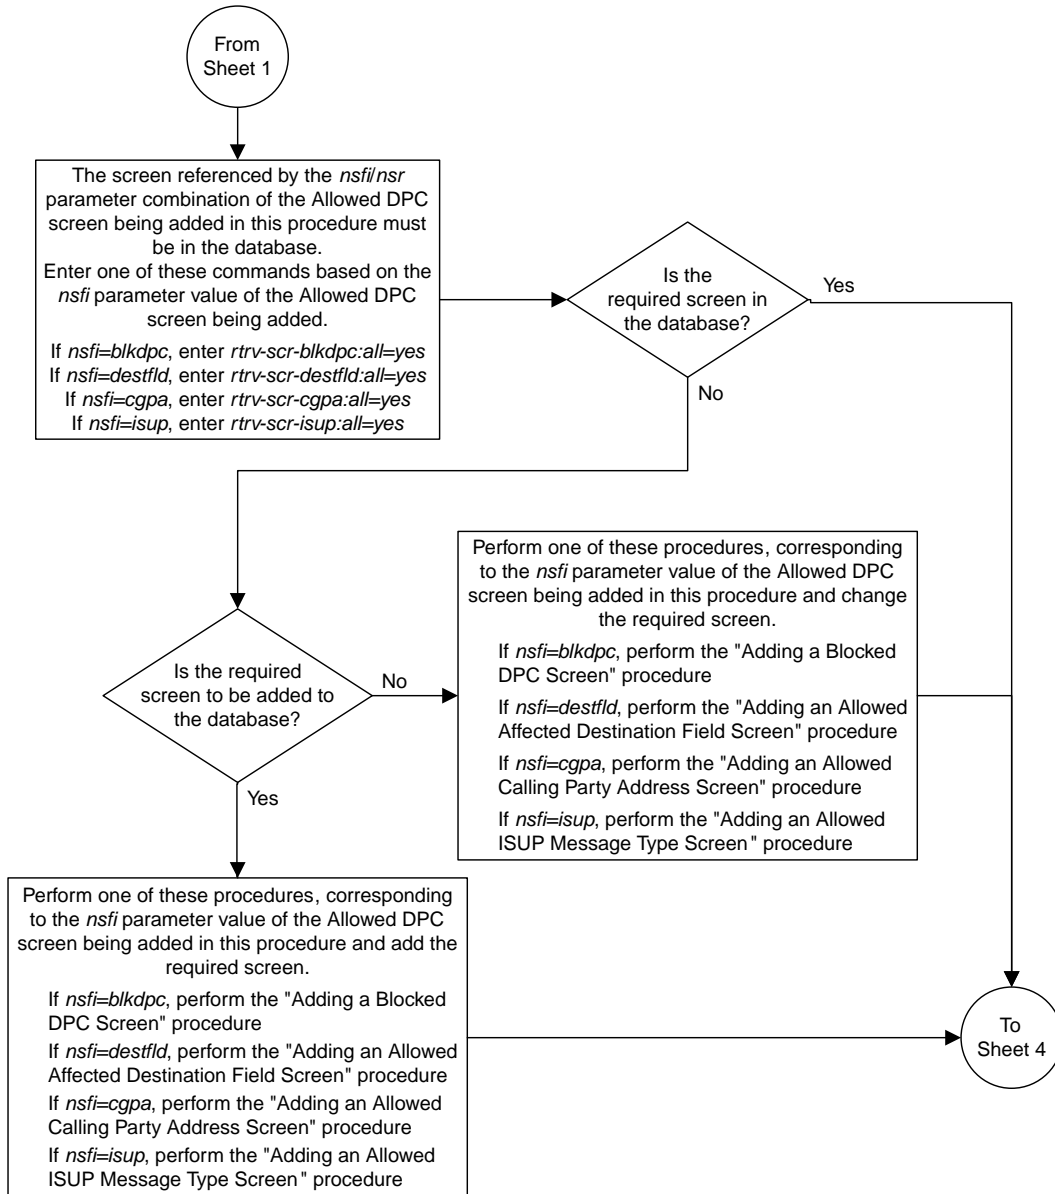 From
Sheet 1
The screen referenced by the nsfi/nsr
parameter combination of the Allowed DPC
screen being added in this procedure must
be in the database.
Enter one of these commands based on the
nsfi parameter value of the Allowed DPC
screen being added.
If nsfi=blkdpc, enter rtrv-scr-blkdpc:all=yes
If nsfi=destfld, enter rtrv-scr-destfld:all=yes
If nsfi=cgpa, enter rtrv-scr-cgpa:all=yes
If nsfi=isup, enter rtrv-scr-isup:all=yes
Is the
required screen in
the database?
Yes
No
Is the required
screen to be added to
the database?
No
Yes
Perform one of these procedures, corresponding
to the nsfi parameter value of the Allowed DPC
screen being added in this procedure and change
the required screen.
If nsfi=blkdpc, perform the "Adding a Blocked
DPC Screen" procedure
If nsfi=destfld, perform the "Adding an Allowed
Affected Destination Field Screen" procedure
If nsfi=cgpa, perform the "Adding an Allowed
Calling Party Address Screen" procedure
If nsfi=isup, perform the "Adding an Allowed
ISUP Message Type Screen" procedure
Perform one of these procedures, corresponding
to the nsfi parameter value of the Allowed DPC
screen being added in this procedure and add the
required screen.
If nsfi=blkdpc, perform the "Adding a Blocked
DPC Screen" procedure
If nsfi=destfld, perform the "Adding an Allowed
Affected Destination Field Screen" procedure
If nsfi=cgpa, perform the "Adding an Allowed
Calling Party Address Screen" procedure
If nsfi=isup, perform the "Adding an Allowed
ISUP Message Type Screen" procedure
To
Sheet 4